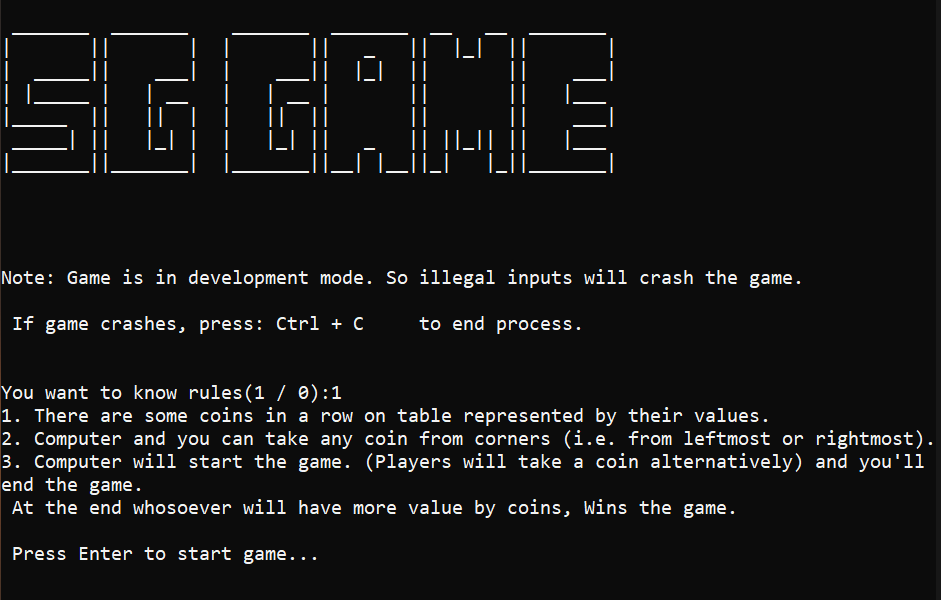 SG GAME
Note: Game is in development mode. So illegal inputs will crash the game.
If game crashes, press: Ctrl + C     to end process.
You want to know rules(1 / 0):1
1. There are some coins in a row on table represented by their values.
2. Computer and you can take any coin from corners (i.e. from leftmost or rightmost).
3. Computer will start the game. (Players will take a coin alternatively) and you'll
end the game.
At the end whosoever will have more value by coins, Wins the game.
Press Enter to start game...